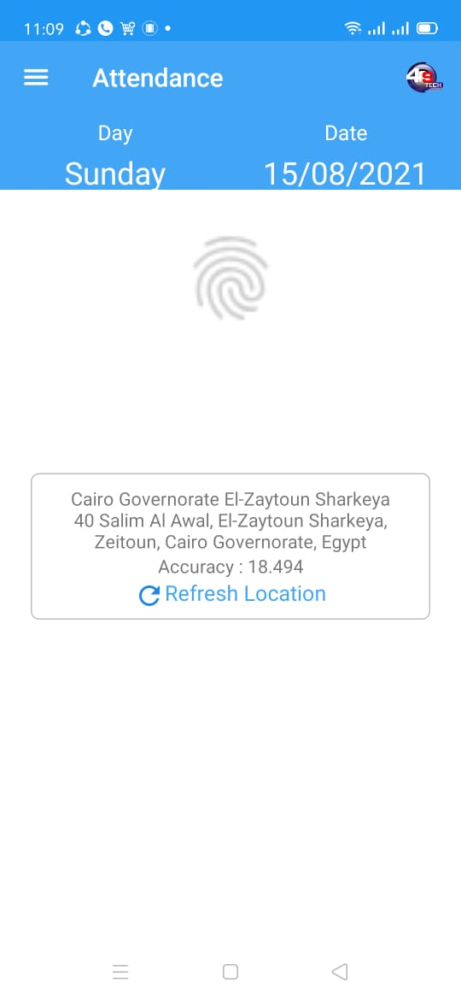 11:09
Attendance
4S
TECH
Day Date
Sunday 15/08/2021
Cairo Governorate El-Zaytoun Sharkeya
40 Salim Al Awal, El-Zaytoun Sharkeya,
Zeitoun, Cairo Governorate, Egypt
Accuracy : 18.494
Refresh Location